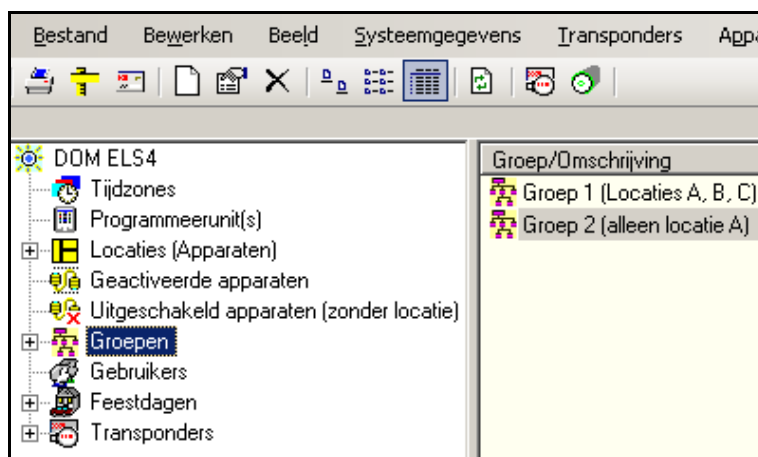 Bestand Bewerken Beeld Systeemgegevens Transponders Appa
DOM ELS4
Tijdzones
Programmeerunit(s)
Locaties (Apparaten)
Geactiveerde apparaten
Uitgeschakeld apparaten (zonder locatie)
Groepen
Gebruikers
Feestdagen
Transponders
Groep/Omschrijving
Groep 1 (Locaties A, B, C)
Groep 2 (alleen locatie A)